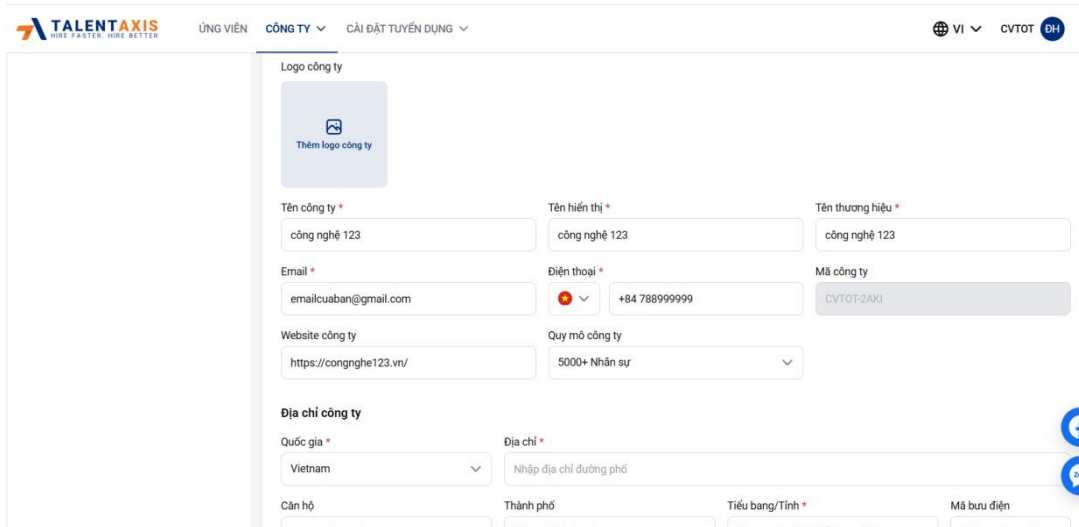 TALENTAXIS
HIRE FASTER. HIRE BETTER
ỨNG VIÊN CÔNG TY CÀI ĐẶT TUYỂN DỤNG VI CVTOT ĐH
Logo công ty
Thêm logo công ty
Tên công ty * Tên hiển thị * Tên thương hiệu *
công nghệ 123 công nghệ 123 công nghệ 123
Email * Điện thoại * Mã công ty
emailcuaban@gmail.com +84 788999999 CVTOT-2AKI
Website công ty Quy mô công ty
https://congnghe123.vn/ 5000+ Nhân sự
Địa chỉ công ty
Quốc gia * Địa chỉ *
Vietnam Nhập địa chỉ đường phố
Căn hộ Thành phố Tiểu bang/Tỉnh * Mã bưu điện